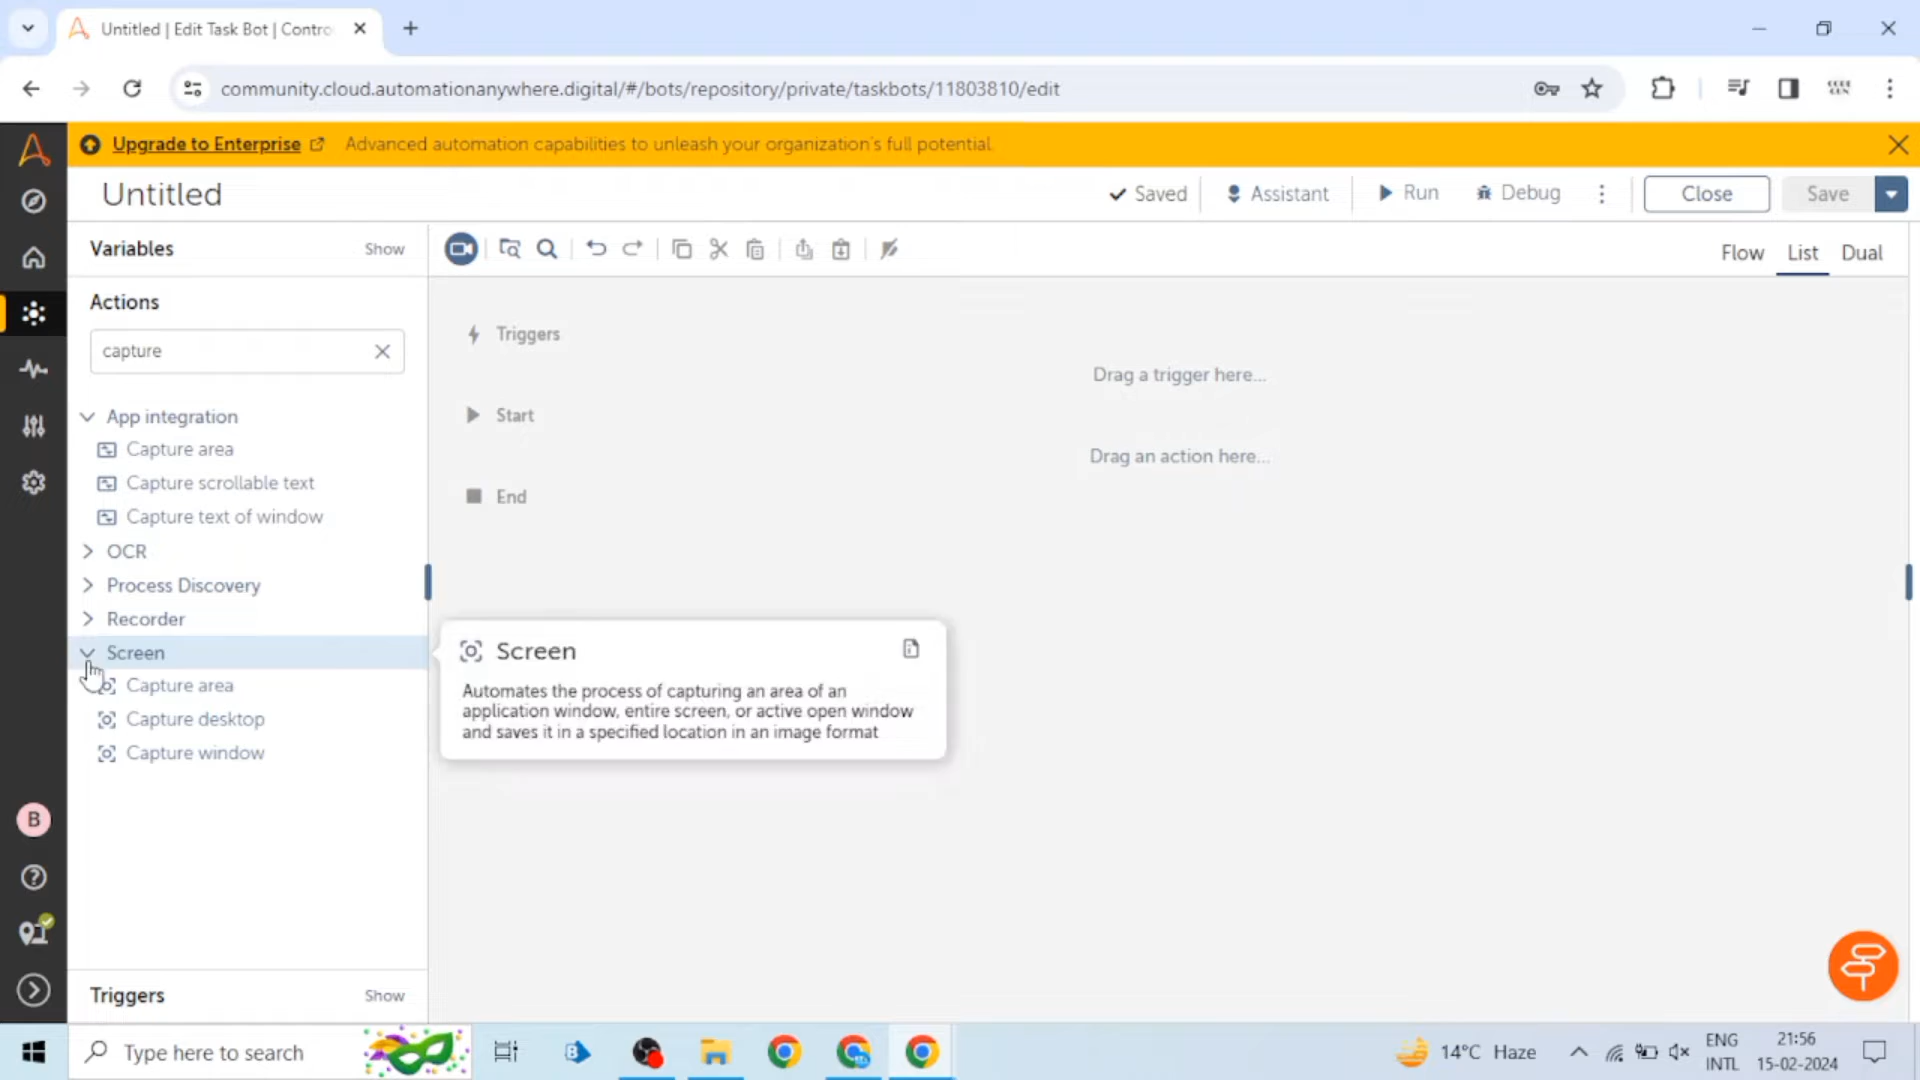 Untitled | Edit Task Bot | Contro
community.cloud.automationanywhere.digital/#/bots/repository/private/taskbots/11803810/edit
Upgrade to Enterprise Advanced automation capabilities to unleash your organization's full potential.
Untitled
Saved
Assistant
Run
Debug
Close
Save
Variables
Show
Flow
List
Dual
Actions
capture
App integration
Capture area
Capture scrollable text
Capture text of window
OCR
Process Discovery
Recorder
Screen
Capture area
Capture desktop
Capture window
Triggers
Drag a trigger here...
Start
Drag an action here...
End
Screen
Automates the process of capturing an area of an
application window, entire screen, or active open window
and saves it in a specified location in an image format
B
Triggers
Show
Type here to search
14°C Haze
ENG
INTL
21:56
15-02-2024